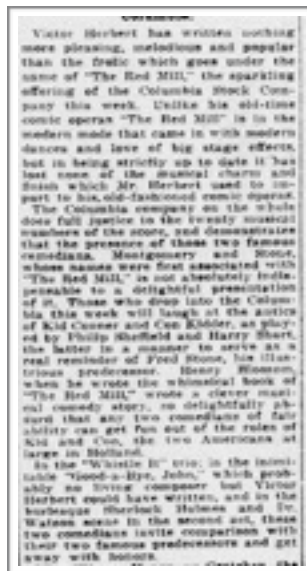 Victor Herbert has written nothing
more pleasing, melodious and popular
than the frolic which goes under the
name of "The Red Mill," the sparkling
offering of the Columbia Stock Com-
pany this week. Unlike his old-time
comic operas "The Red Mill" is in the
modern mode that came in with modern
dances and love of big stage effects,
but in being strictly up to date it has
lost none of the musical charm and
finish which Mr. Herbert used to im-
part to his old-fashioned comic operas.
The Columbia company on the whole
does full justice to the twenty musical
numbers of the score, and demonstrates
that the presence of those two famous
comedians, Montgomery and Stone,
whose names were first associated with
"The Red Mill," is not absolutely indis-
pensable to a delightful presentation
of it. Those who drop into the Colum-
bia this week will laugh at the antics
of Kid Conner and Con Kidder, as play-
ed by Philip Sheffield and Harry Short,
the latter in a manner to serve as a
real reminder of Fred Stone, his illus-
trious predecessor. Henry Blossom,
when he wrote the whimsical book of
"The Red Mill," wrote a clever musi-
cal comedy story, so delightfully ab-
surd that any two comedians of fair
ability can get fun out of the roles of
Kid and Con, the two Americans at
large in Holland.
In the "Whistle It" trio; in the inimi-
table "Good-a-Bye, John," which prob-
ably no living composer but Victor
Herbert could have written, and in the
burlesque Sherlock Holmes and Dr.
Watson scene in the second act, these
two comedians invite comparison with
their two famous predecessors and get
away with honors.